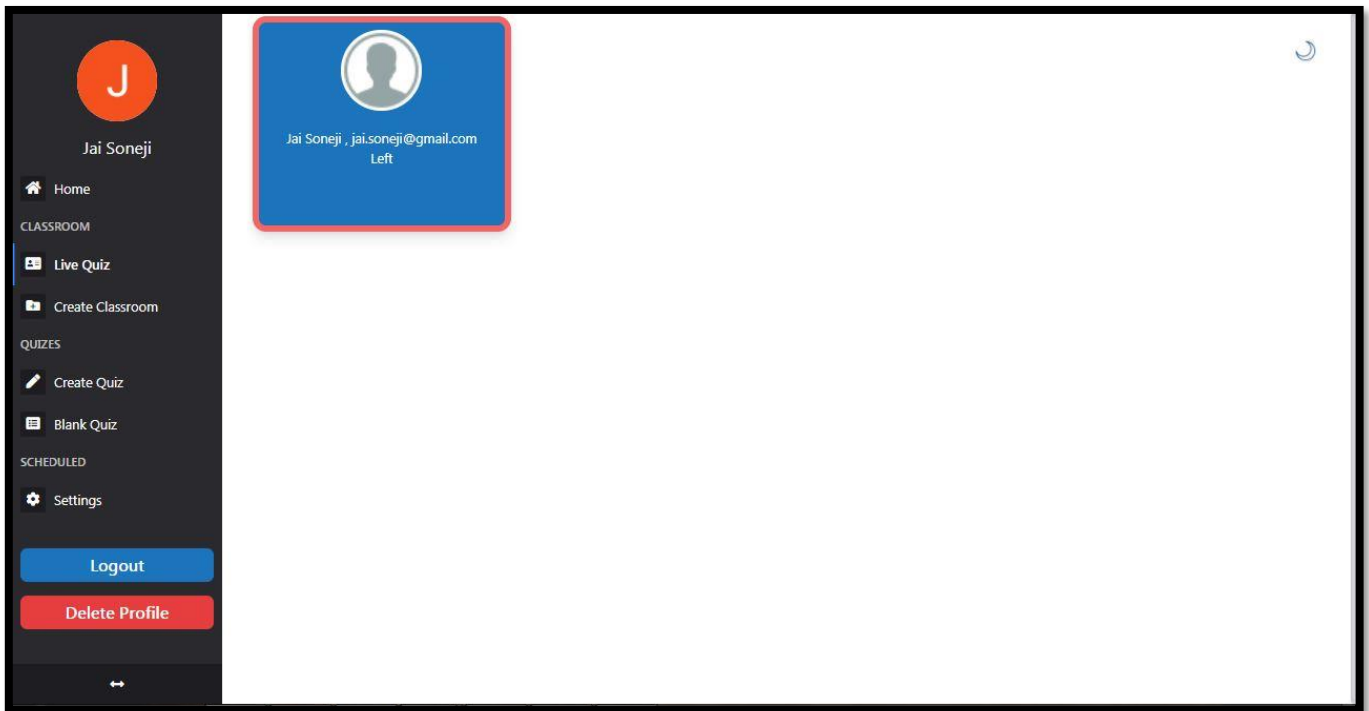 J
Jai Soneji
Home
CLASSROOM
Live Quiz
Create Classroom
QUIZES
Create Quiz
Blank Quiz
SCHEDULED
Settings
Logout
Delete Profile
Jai Soneji , jai.soneji@gmail.com
Left